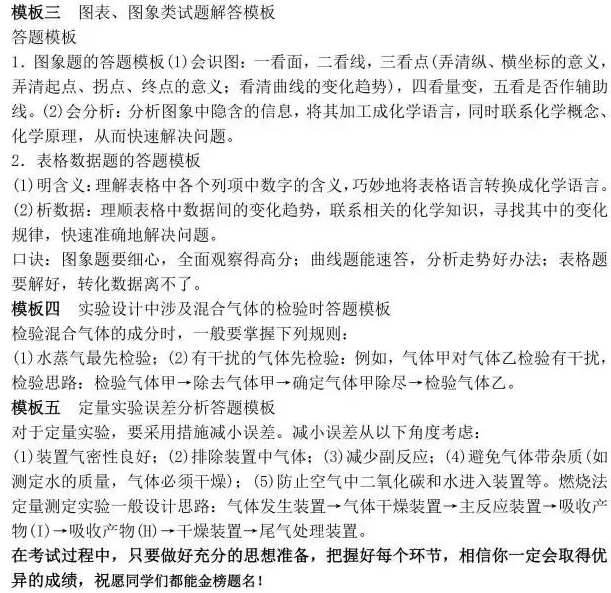 模板三　图表、图象类试题解答模板
答题模板
1．图象题的答题模板(1)会识图：一看面，二看线，三看点(弄清纵、横坐标的意义，
弄清起点、拐点、终点的意义；看清曲线的变化趋势)，四看量变，五看是否作辅助
线。(2)会分析：分析图象中隐含的信息，将其加工成化学语言，同时联系化学概念、
化学原理，从而快速解决问题。
2．表格数据题的答题模板
(1)明含义：理解表格中各个列项中数字的含义，巧妙地将表格语言转换成化学语言。
(2)析数据：理顺表格中数据间的变化趋势，联系相关的化学知识，寻找其中的变化
规律，快速准确地解决问题。
口诀：图象题要细心，全面观察得高分；曲线题能速答，分析走势好办法；表格题
要解好，转化数据离不了。
模板四　实验设计中涉及混合气体的检验时答题模板
检验混合气体的成分时，一般要掌握下列规则：
(1)水蒸气最先检验；(2)有干扰的气体先检验：例如，气体甲对气体乙检验有干扰，
检验思路：检验气体甲→除去气体甲→确定气体甲除尽→检验气体乙。
模板五　定量实验误差分析答题模板
对于定量实验，要采用措施减小误差。减小误差从以下角度考虑：
(1)装置气密性良好；(2)排除装置中气体；(3)减少副反应；(4)避免气体带杂质(如
测定水的质量，气体必须干燥)；(5)防止空气中二氧化碳和水进入装置等。燃烧法
定量测定实验一般设计思路：气体发生装置→气体干燥装置→主反应装置→吸收产
物(I)→吸收产物(H)→干燥装置→尾气处理装置。
在考试过程中，只要做好充分的思想准备，把握好每个环节，相信你一定会取得优
异的成绩，祝愿同学们都能金榜题名！